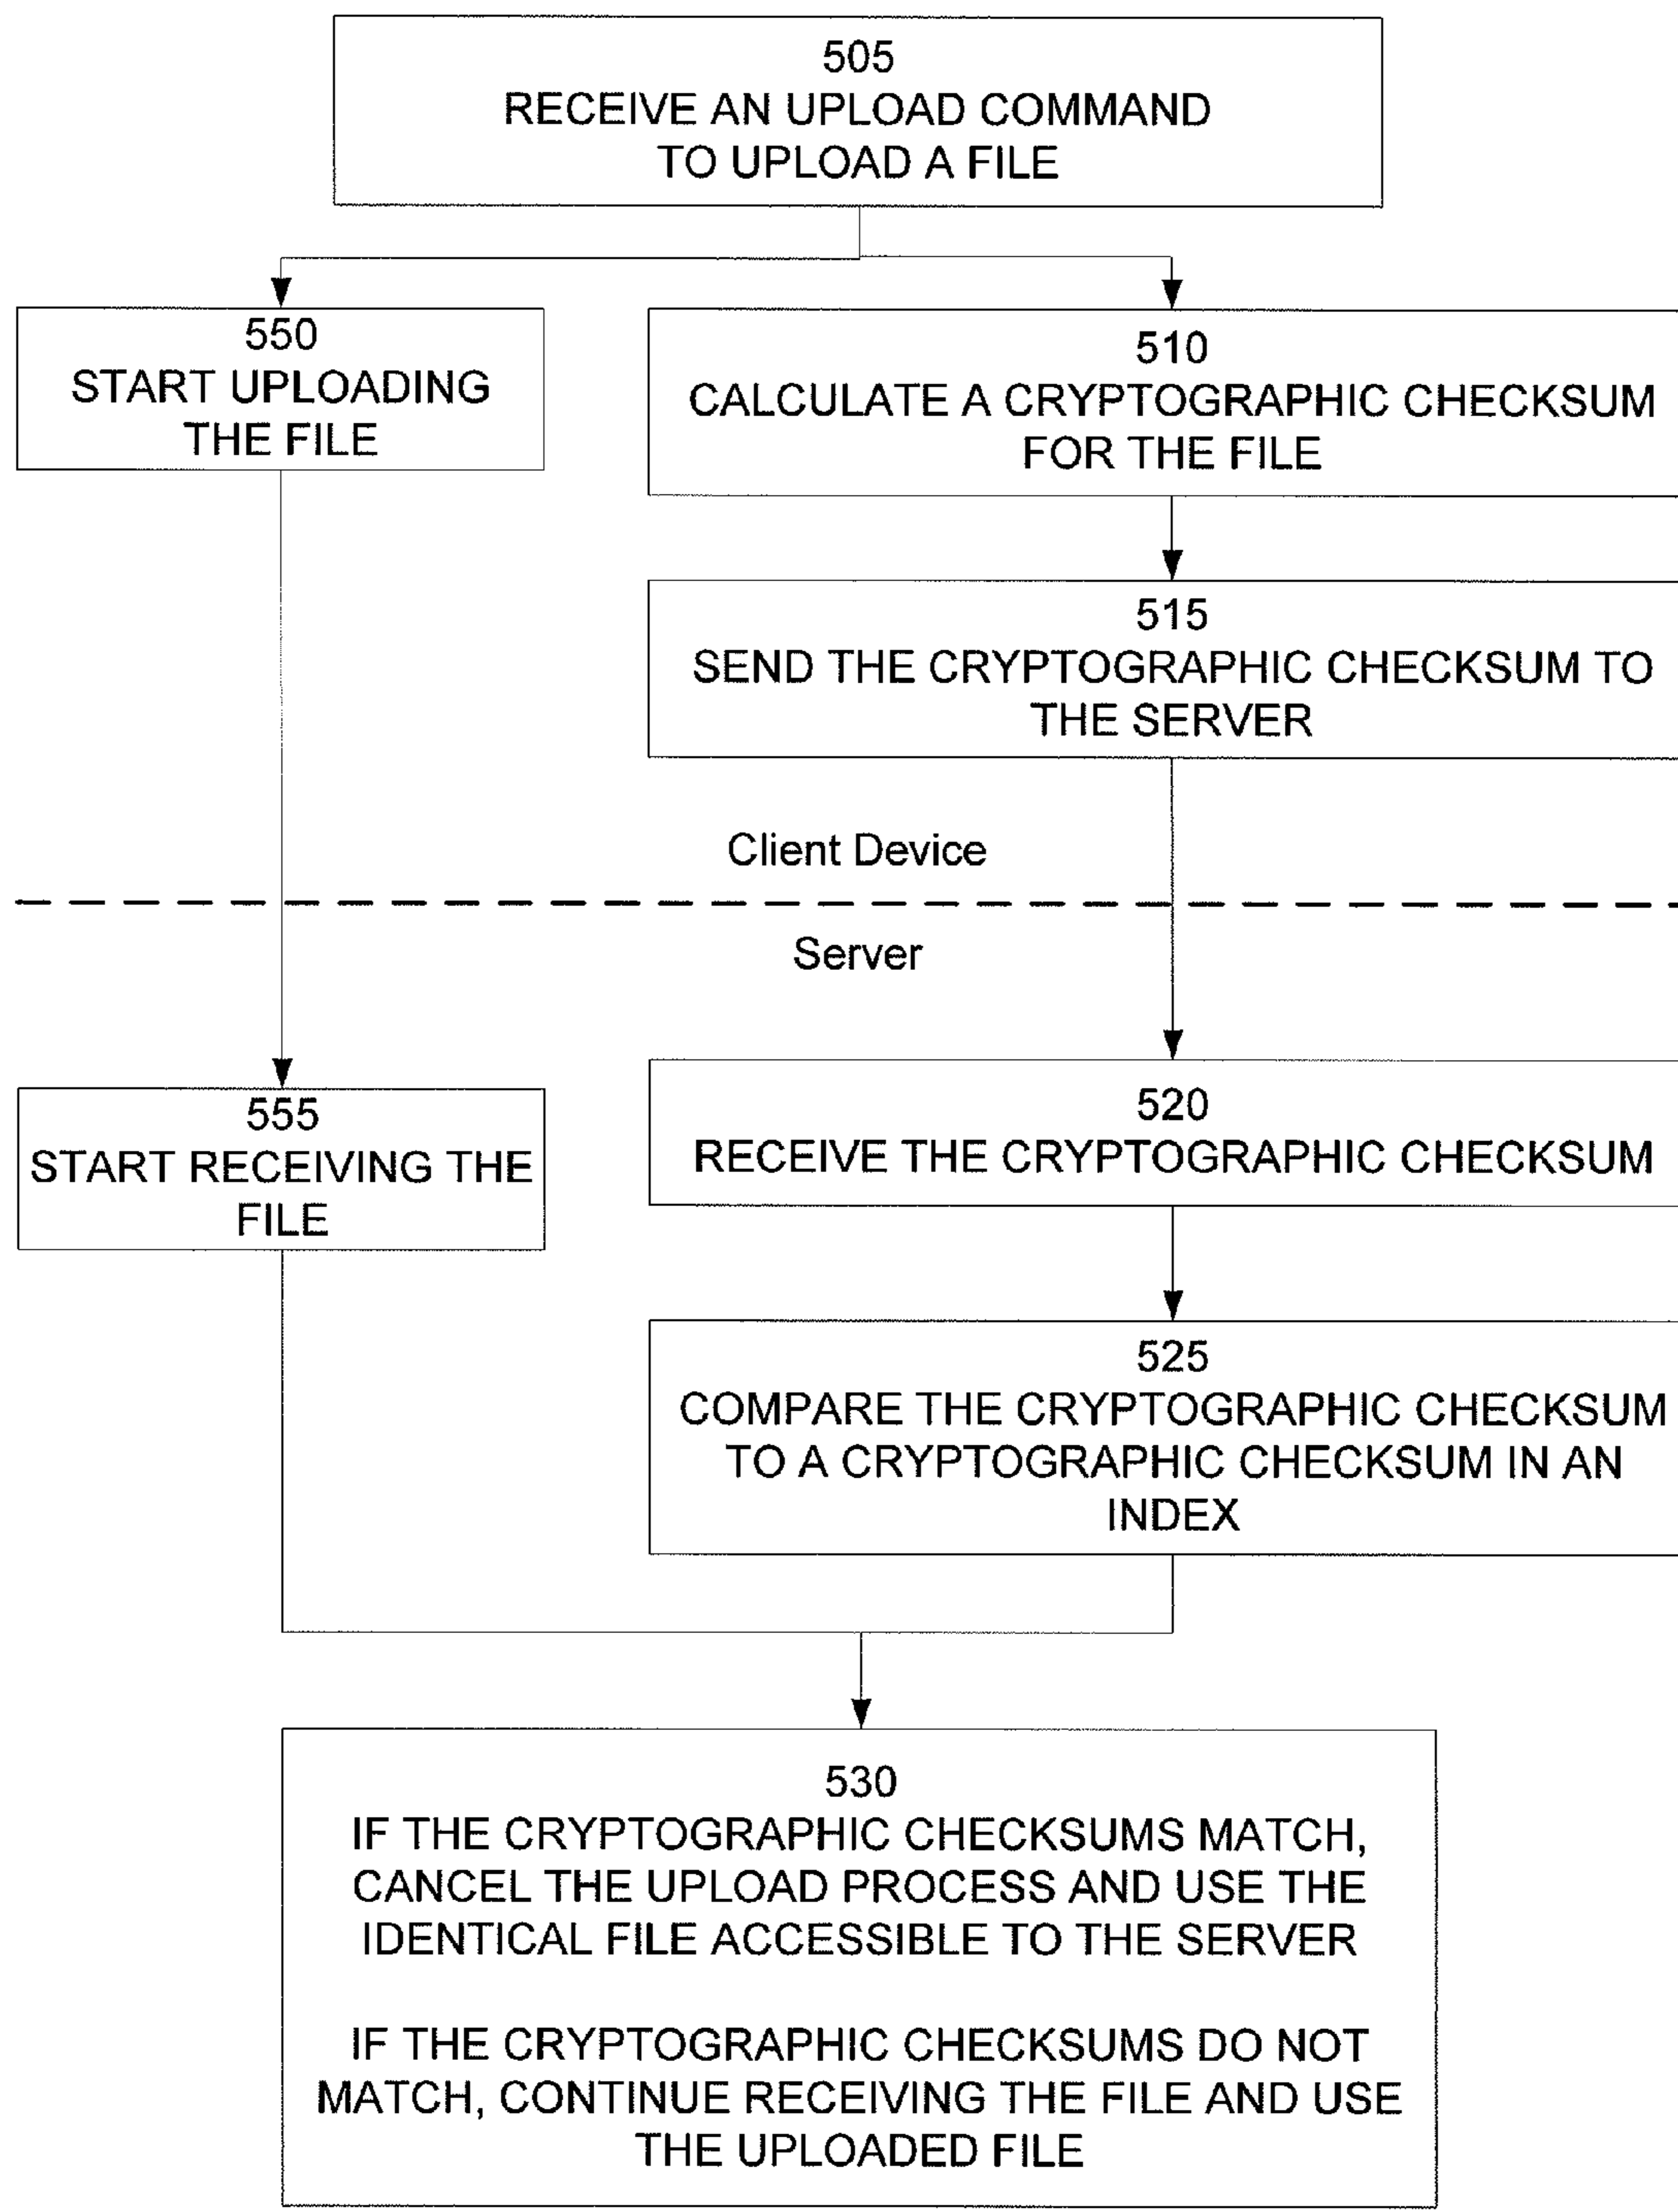 505
RECEIVE AN UPLOAD COMMAND
TO UPLOAD A FILE
550
START UPLOADING
THE FILE
510
CALCULATE A CRYPTOGRAPHIC CHECKSUM
FOR THE FILE
515
SEND THE CRYPTOGRAPHIC CHECKSUM TO
THE SERVER
Client Device
Server
555
START RECEIVING THE
FILE
520
RECEIVE THE CRYPTOGRAPHIC CHECKSUM
525
COMPARE THE CRYPTOGRAPHIC CHECKSUM
TO A CRYPTOGRAPHIC CHECKSUM IN AN
INDEX
530
IF THE CRYPTOGRAPHIC CHECKSUMS MATCH,
CANCEL THE UPLOAD PROCESS AND USE THE
IDENTICAL FILE ACCESSIBLE TO THE SERVER
IF THE CRYPTOGRAPHIC CHECKSUMS DO NOT
MATCH, CONTINUE RECEIVING THE FILE AND USE
THE UPLOADED FILE